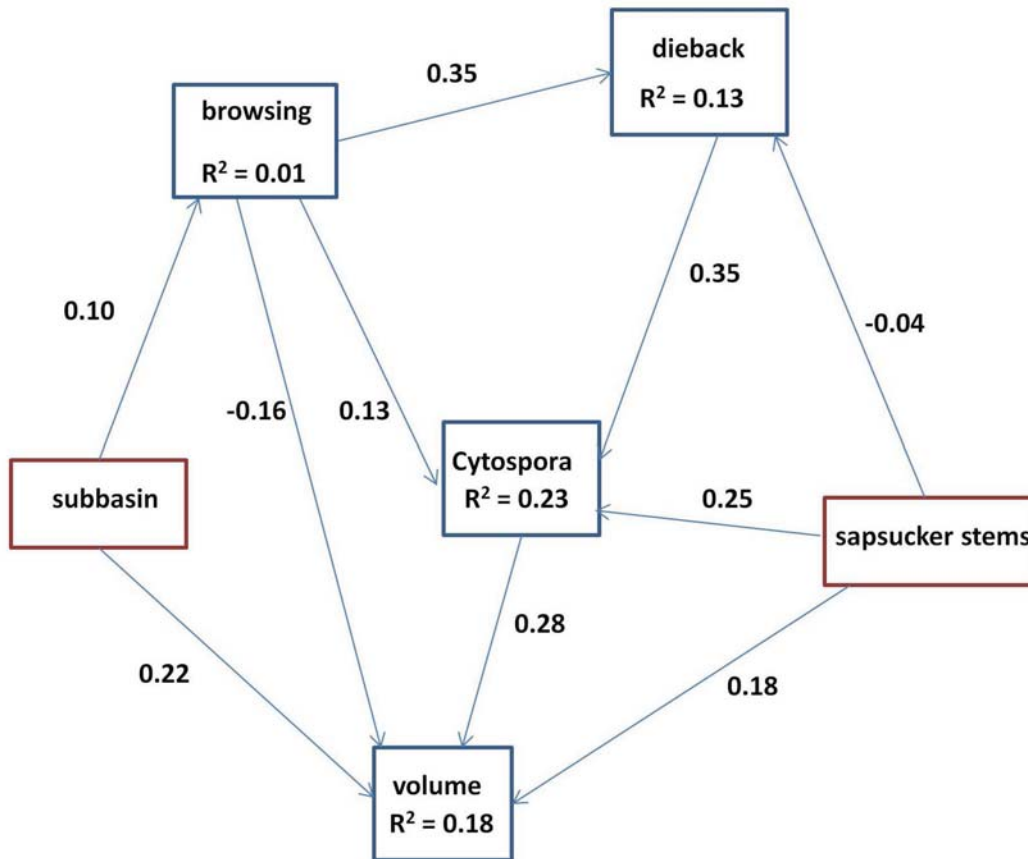 dieback
R² = 0.13
0.35
browsing
R² = 0.01
0.35
0.10
-0.04
-0.16
0.13
Cytospora
R² = 0.23
subbasin
0.25
sapsucker stems
0.28
0.22
0.18
volume
R² = 0.18